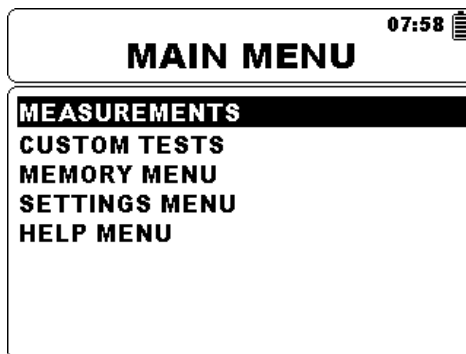 07:58
MAIN MENU
MEASUREMENTS
CUSTOM TESTS
MEMORY MENU
SETTINGS MENU
HELP MENU